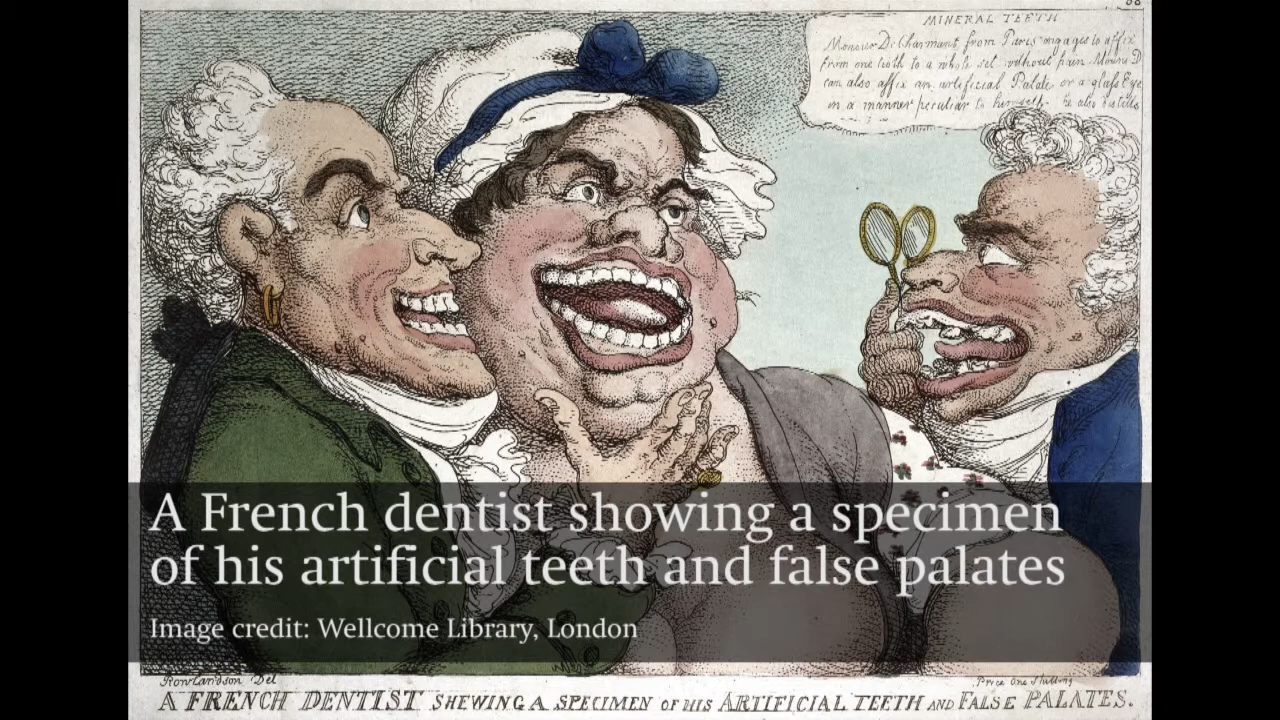 MINERAL TEETH
Monsieur De Charmant from Paris engages to affix
from one tooth to a whole set without pain. Monsr D
can also affix an artificial Palate or a glass Eye
in a manner peculiar to himself. he also distills
A French dentist showing a specimen
of his artificial teeth and false palates
Image credit: Wellcome Library, London
Rowlandson Del
Price One Shilling
A FRENCH DENTIST SHEWING A SPECIMEN OF HIS ARTIFICIAL TEETH AND FALSE PALATES.